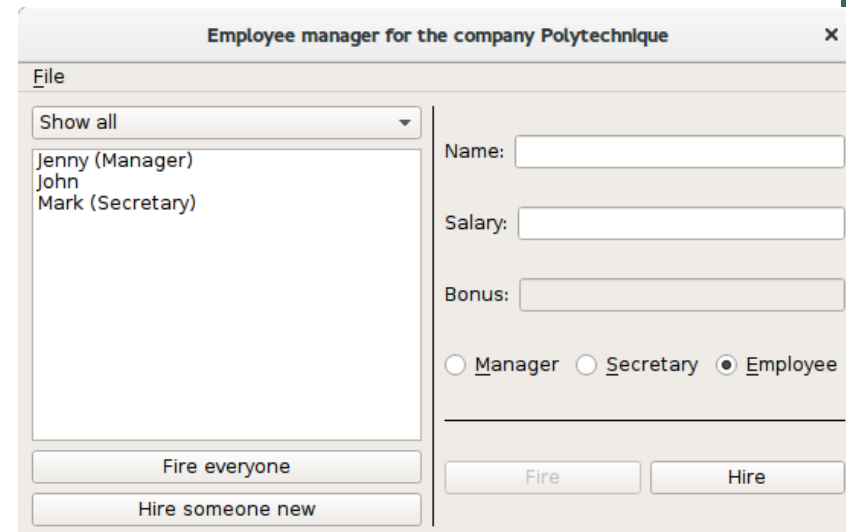 Employee manager for the company Polytechnique ×
File
Show all
Jenny (Manager)
John
Mark (Secretary)
Fire everyone
Hire someone new
Name:
Salary:
Bonus:
Manager Secretary Employee
Fire Hire